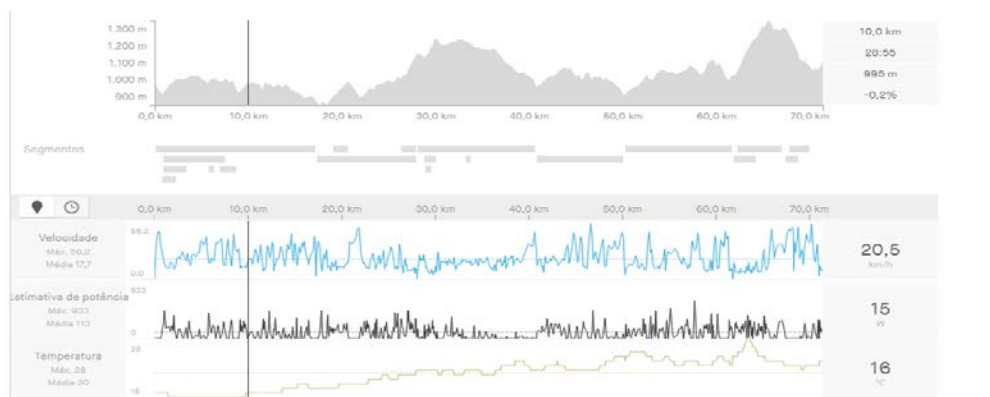 1.300 m
1.200 m
1.100 m
1.000 m
900 m
0,0 km 10,0 km 20,0 km 30,0 km 40,0 km 50,0 km 60,0 km 70,0 km
10,0 km
28:55
995 m
-0,2%
Segmentos
0,0 km 10,0 km 20,0 km 30,0 km 40,0 km 50,0 km 60,0 km 70,0 km
Velocidade
Máx. 56,2
Média 17,7
56,2
0,0
20,5
km/h
Estimativa de potência
Máx. 933
Média 113
933
0
15
W
Temperatura
Máx. 28
Média 20
28
16
16
°C